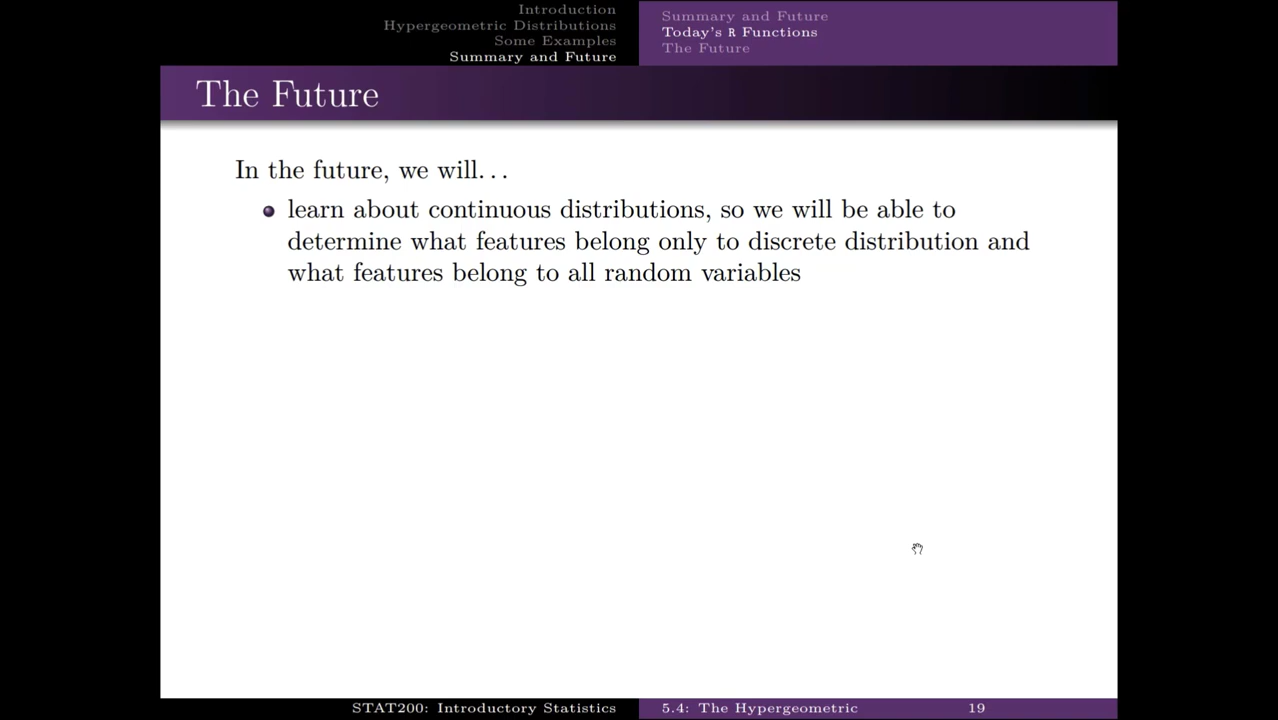 Introduction
Hypergeometric Distributions
Some Examples
Summary and Future
Summary and Future
Today's R Functions
The Future
The Future
In the future, we will...
learn about continuous distributions, so we will be able to
determine what features belong only to discrete distribution and
what features belong to all random variables
STAT200: Introductory Statistics
5.4: The Hypergeometric
19